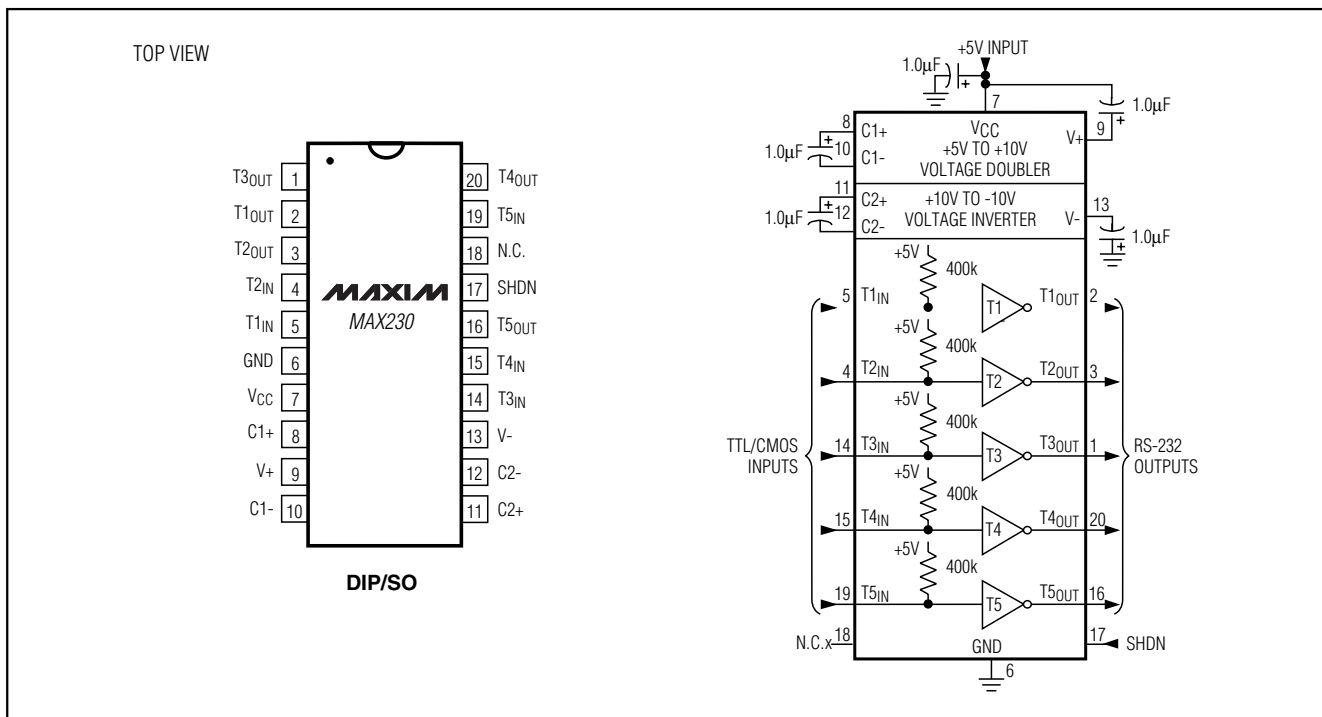 TOP VIEW
T3OUT 1
T1OUT 2
T2OUT 3
T2IN 4
T1IN 5
GND 6
VCC 7
C1+ 8
V+ 9
C1- 10
20 T4OUT
19 T5IN
18 N.C.
17 SHDN
16 T5OUT
15 T4IN
14 T3IN
13 V-
12 C2-
11 C2+
MAXIM
MAX230
DIP/SO
+5V INPUT
1.0µF
+
7
1.0µF
+
8 C1+
10 C1-
1.0µF
+
VCC
+5V TO +10V
VOLTAGE DOUBLER
V+ 9
11 C2+
12 C2-
1.0µF
+
+10V TO -10V
VOLTAGE INVERTER
V- 13
1.0µF
+
+5V
400k
5 T1IN
T1
T1OUT 2
+5V
400k
4 T2IN
T2
T2OUT 3
+5V
400k
14 T3IN
T3
T3OUT 1
+5V
400k
15 T4IN
T4
T4OUT 20
+5V
400k
19 T5IN
T5
T5OUT 16
TTL/CMOS
INPUTS
RS-232
OUTPUTS
N.C.x 18
GND
6
17 SHDN